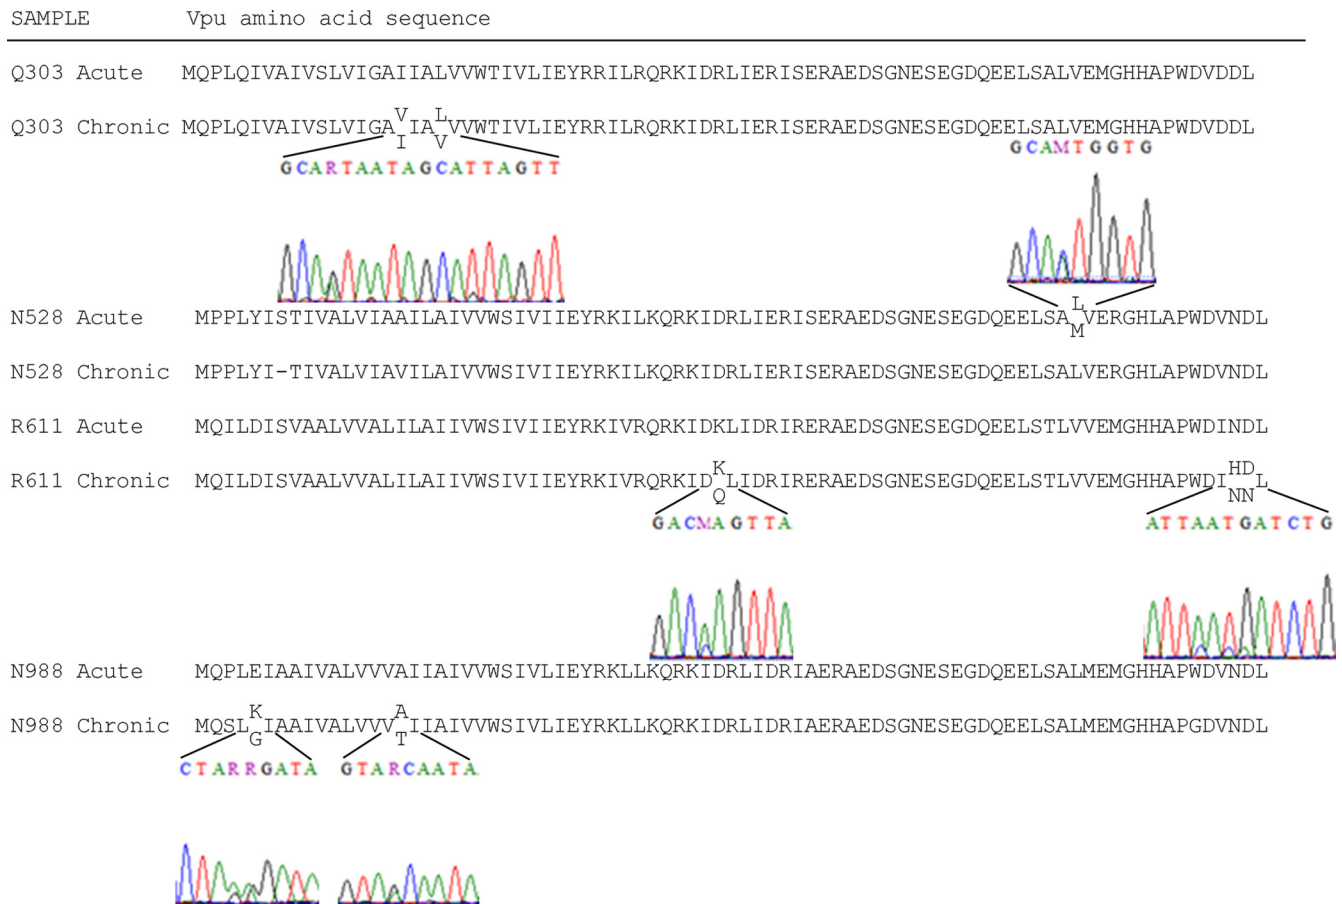 SAMPLE Vpu amino acid sequence
Q303 Acute MQPLQIVAIVSLVIGAIIALVVWTIVLIEYRRILRQRKIDRLIERISERAEDSGNESEGDQEELSALVEMGHHAPWDVDDL
V L
Q303 Chronic MQPLQIVAIVSLVIGA IA VVWTIVLIEYRRILRQRKIDRLIERISERAEDSGNESEGDQEELSALVEMGHHAPWDVDDL
I V
GCARTAATAGCATTAGTT
GCAMTGGTG
L
N528 Acute MPPLYISTIVALVIAAILAIVVWSIVIIEYRKILKQRKIDRLIERISERAEDSGNESEGDQEELSA VERGHLAPWDVNDL
M
N528 Chronic MPPLYI-TIVALVIAVILAIVVWSIVIIEYRKILKQRKIDRLIERISERAEDSGNESEGDQEELSALVERGHLAPWDVNDL
R611 Acute MQILDISVAALVVALILAIIVWSIVIIEYRKIVRQRKIDKLIDRIRERAEDSGNESEGDQEELSTLVVEMGHHAPWDINDL
K HD
R611 Chronic MQILDISVAALVVALILAIIVWSIVIIEYRKIVRQRKID LIDRIRERAEDSGNESEGDQEELSTLVVEMGHHAPWDI L
Q NN
GACMAGTTA ATTAATGATCTG
N988 Acute MQPLEIAAIVALVVVAIIAIVVWSIVLIEYRKLLKQRKIDRLIDRIAERAEDSGNESEGDQEELSALMEMGHHAPWDVNDL
K A
N988 Chronic MQSL IAAIVALVVV IIAIVVWSIVLIEYRKLLKQRKIDRLIDRIAERAEDSGNESEGDQEELSALMEMGHHAPGDVNDL
G T
CTARRGATA GTARCAATA